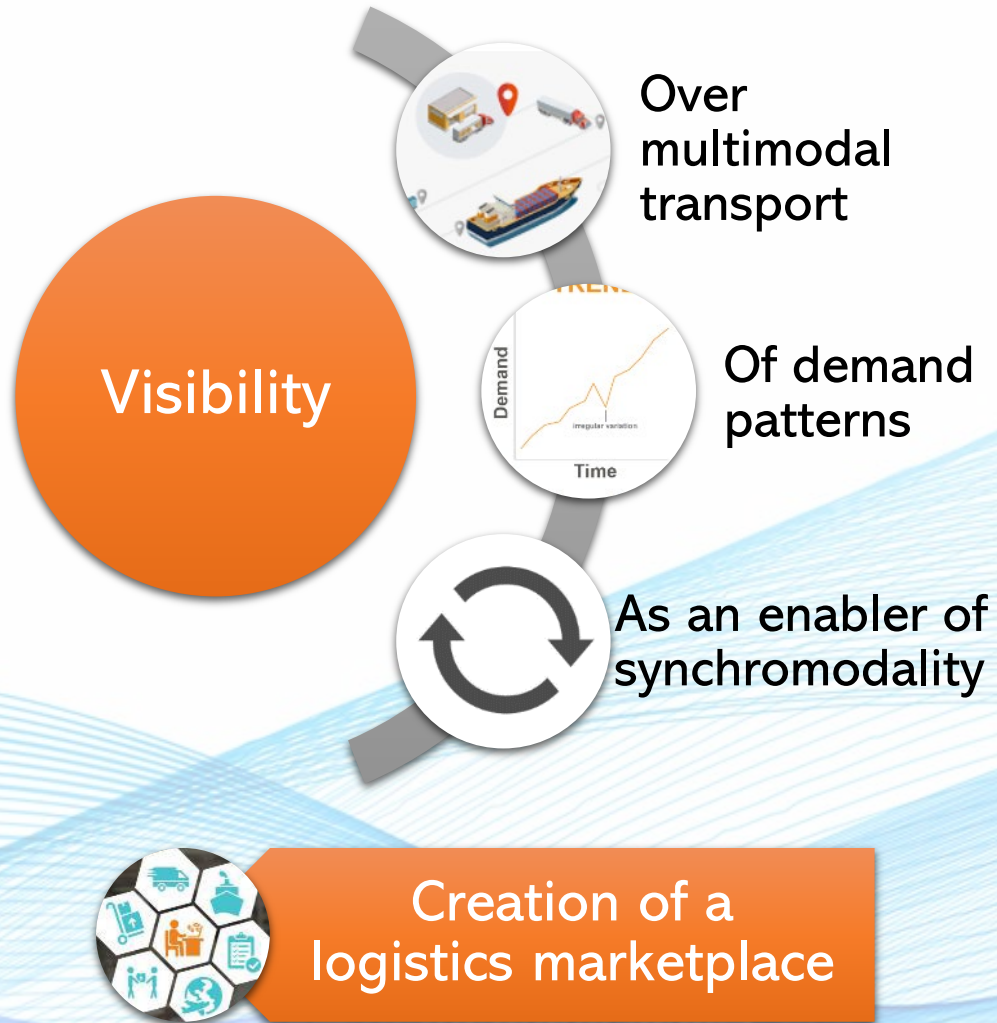 Visibility
Over
multimodal
transport
Demand
irregular variation
Time
Of demand
patterns
As an enabler of
synchromodality
Creation of a
logistics marketplace